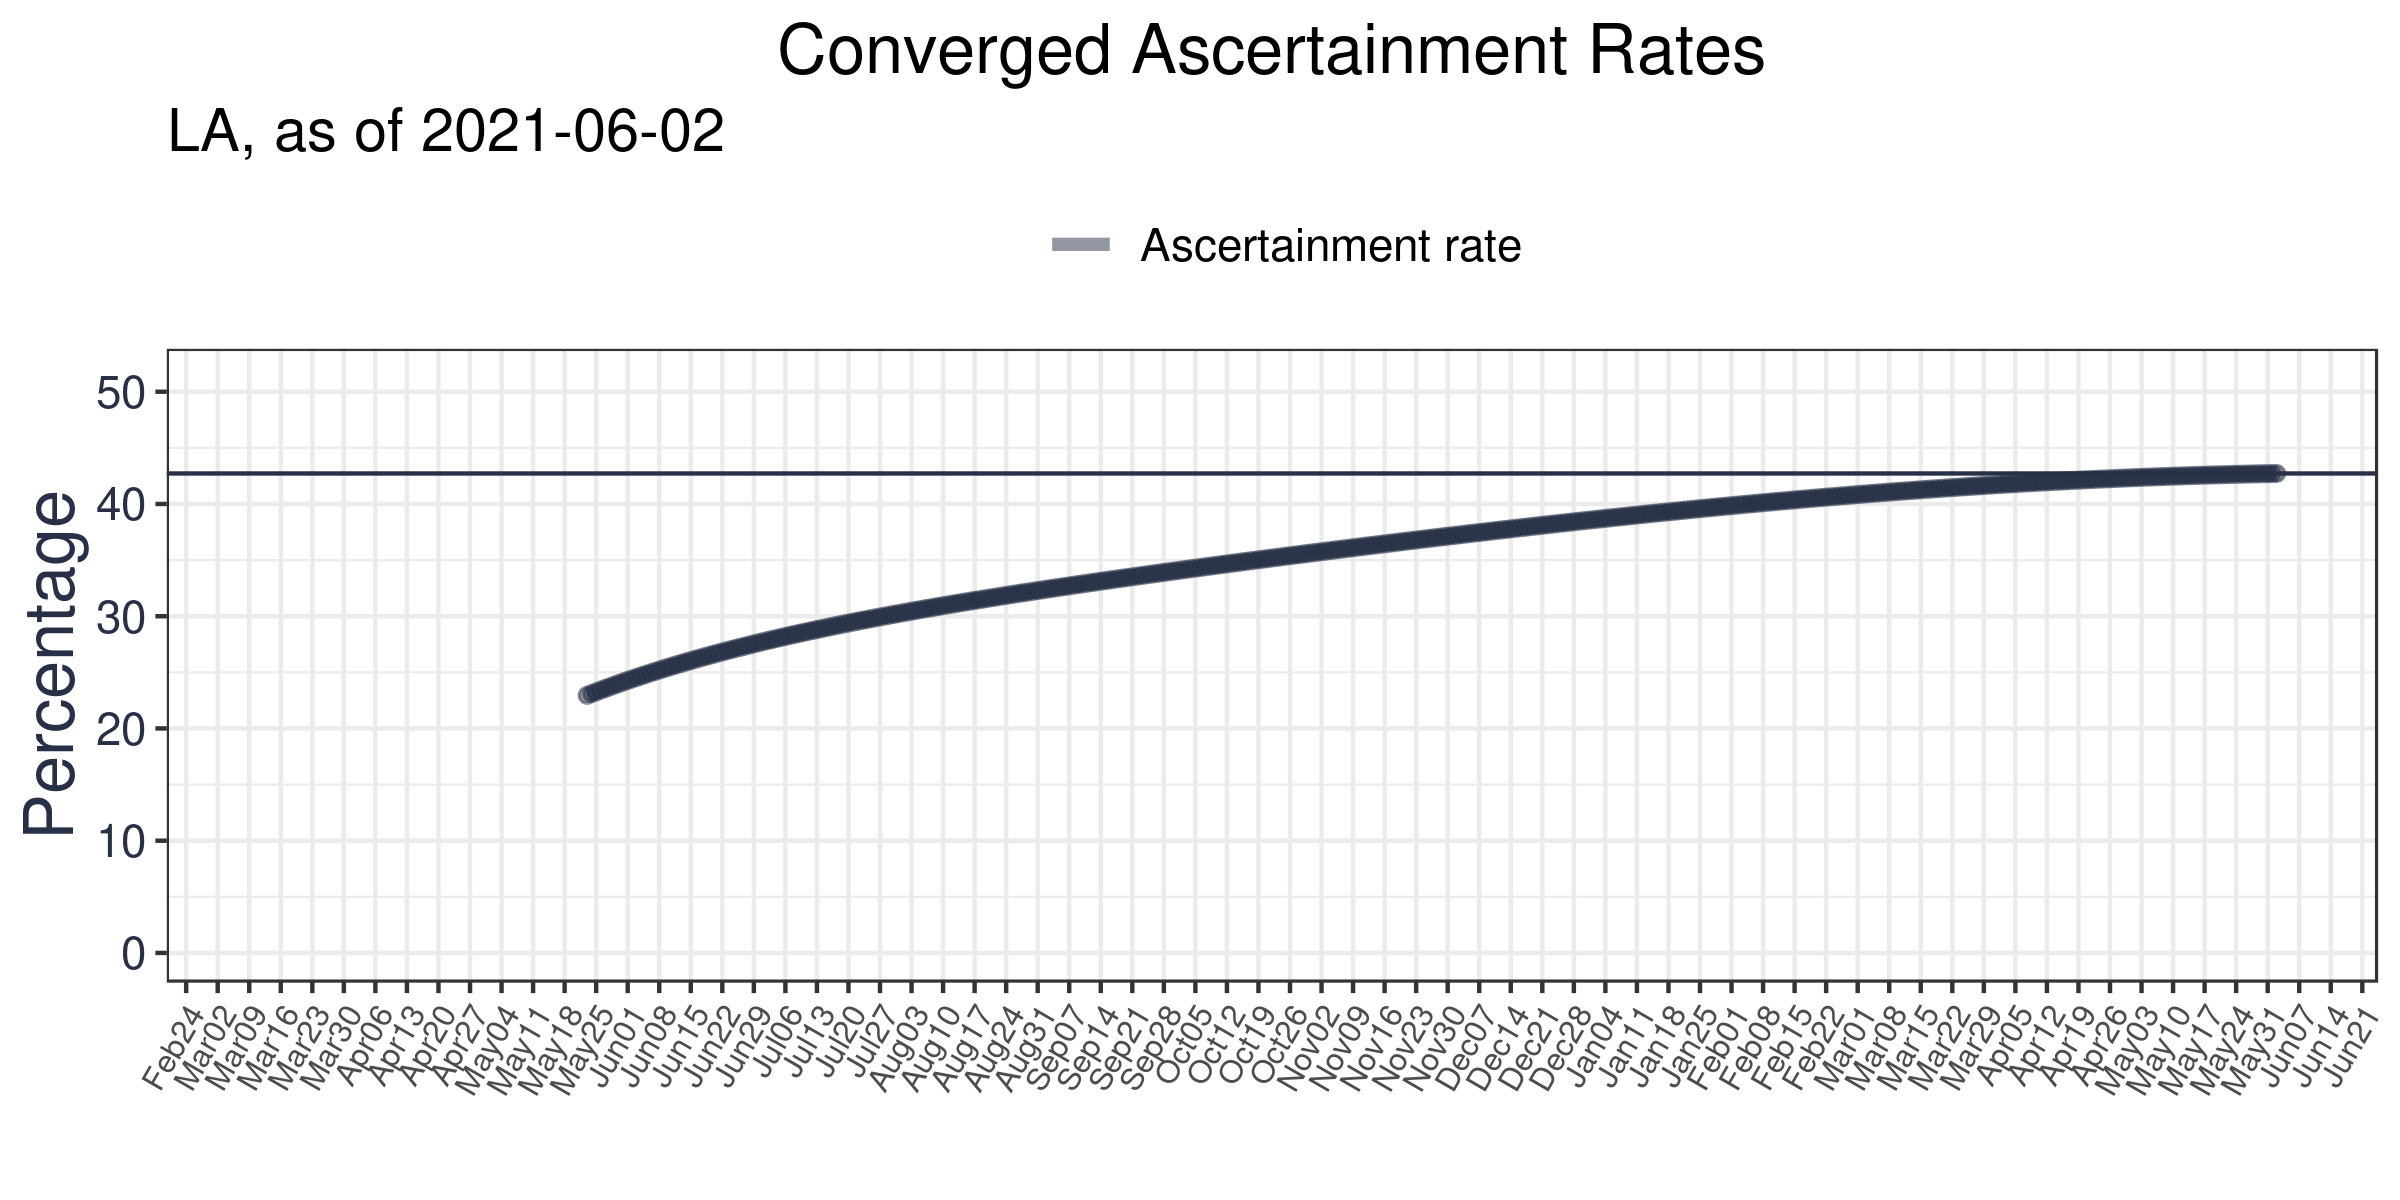 Converged Ascertainment Rates
LA, as of 2021-06-02
Ascertainment rate
Percentage
50
40
30
20
10
0
Feb24 Mar02 Mar09 Mar16 Mar23 Mar30 Apr06 Apr13 Apr20 Apr27 May04 May11 May18 May25 Jun01 Jun08 Jun15 Jun22 Jun29 Jul06 Jul13 Jul20 Jul27 Aug03 Aug10 Aug17 Aug24 Aug31 Sep07 Sep14 Sep21 Sep28 Oct05 Oct12 Oct19 Oct26 Nov02 Nov09 Nov16 Nov23 Nov30 Dec07 Dec14 Dec21 Dec28 Jan04 Jan11 Jan18 Jan25 Feb01 Feb08 Feb15 Feb22 Mar01 Mar08 Mar15 Mar22 Mar29 Apr05 Apr12 Apr19 Apr26 May03 May10 May17 May24 May31 Jun07 Jun14 Jun21